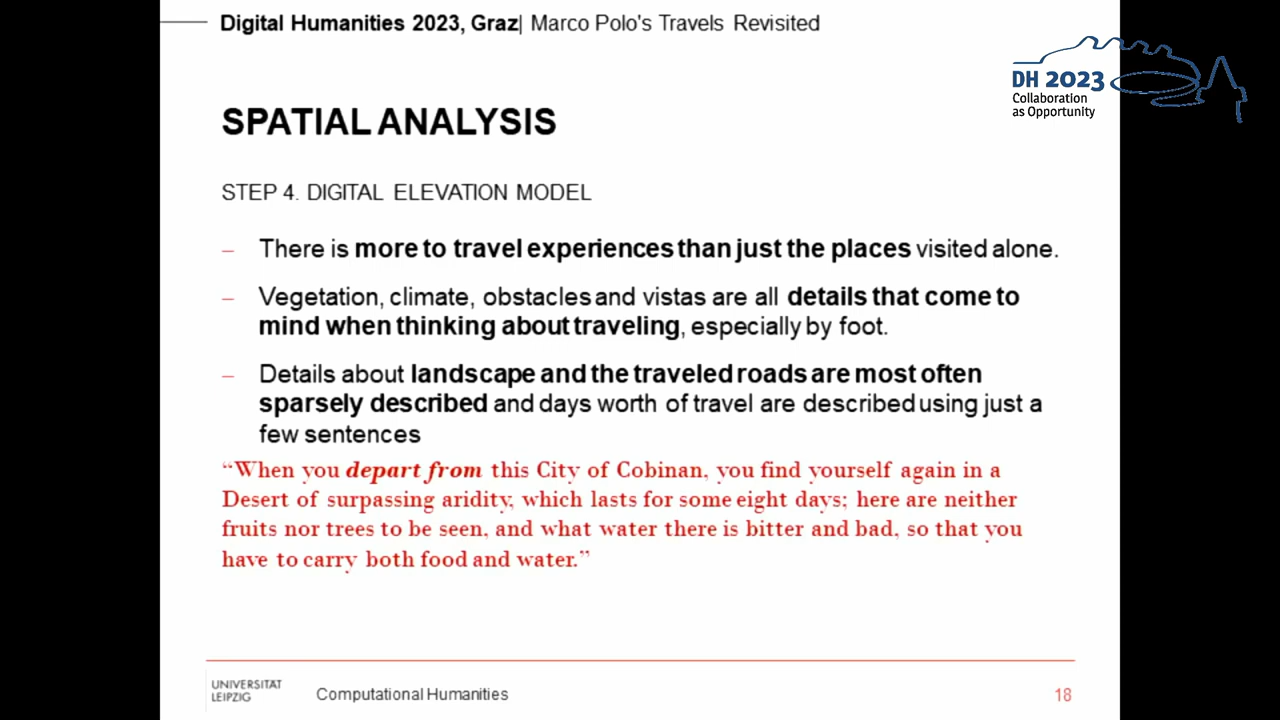 Digital Humanities 2023, Graz| Marco Polo's Travels Revisited
DH 2023
Collaboration
as Opportunity
SPATIAL ANALYSIS
STEP 4. DIGITAL ELEVATION MODEL
– There is more to travel experiences than just the places visited alone.
– Vegetation, climate, obstacles and vistas are all details that come to
mind when thinking about traveling, especially by foot.
– Details about landscape and the traveled roads are most often
sparsely described and days worth of travel are described using just a
few sentences
“When you depart from this City of Cobinan, you find yourself again in a
Desert of surpassing aridity, which lasts for some eight days; here are neither
fruits nor trees to be seen, and what water there is bitter and bad, so that you
have to carry both food and water.”
UNIVERSITÄT
LEIPZIG
Computational Humanities
18